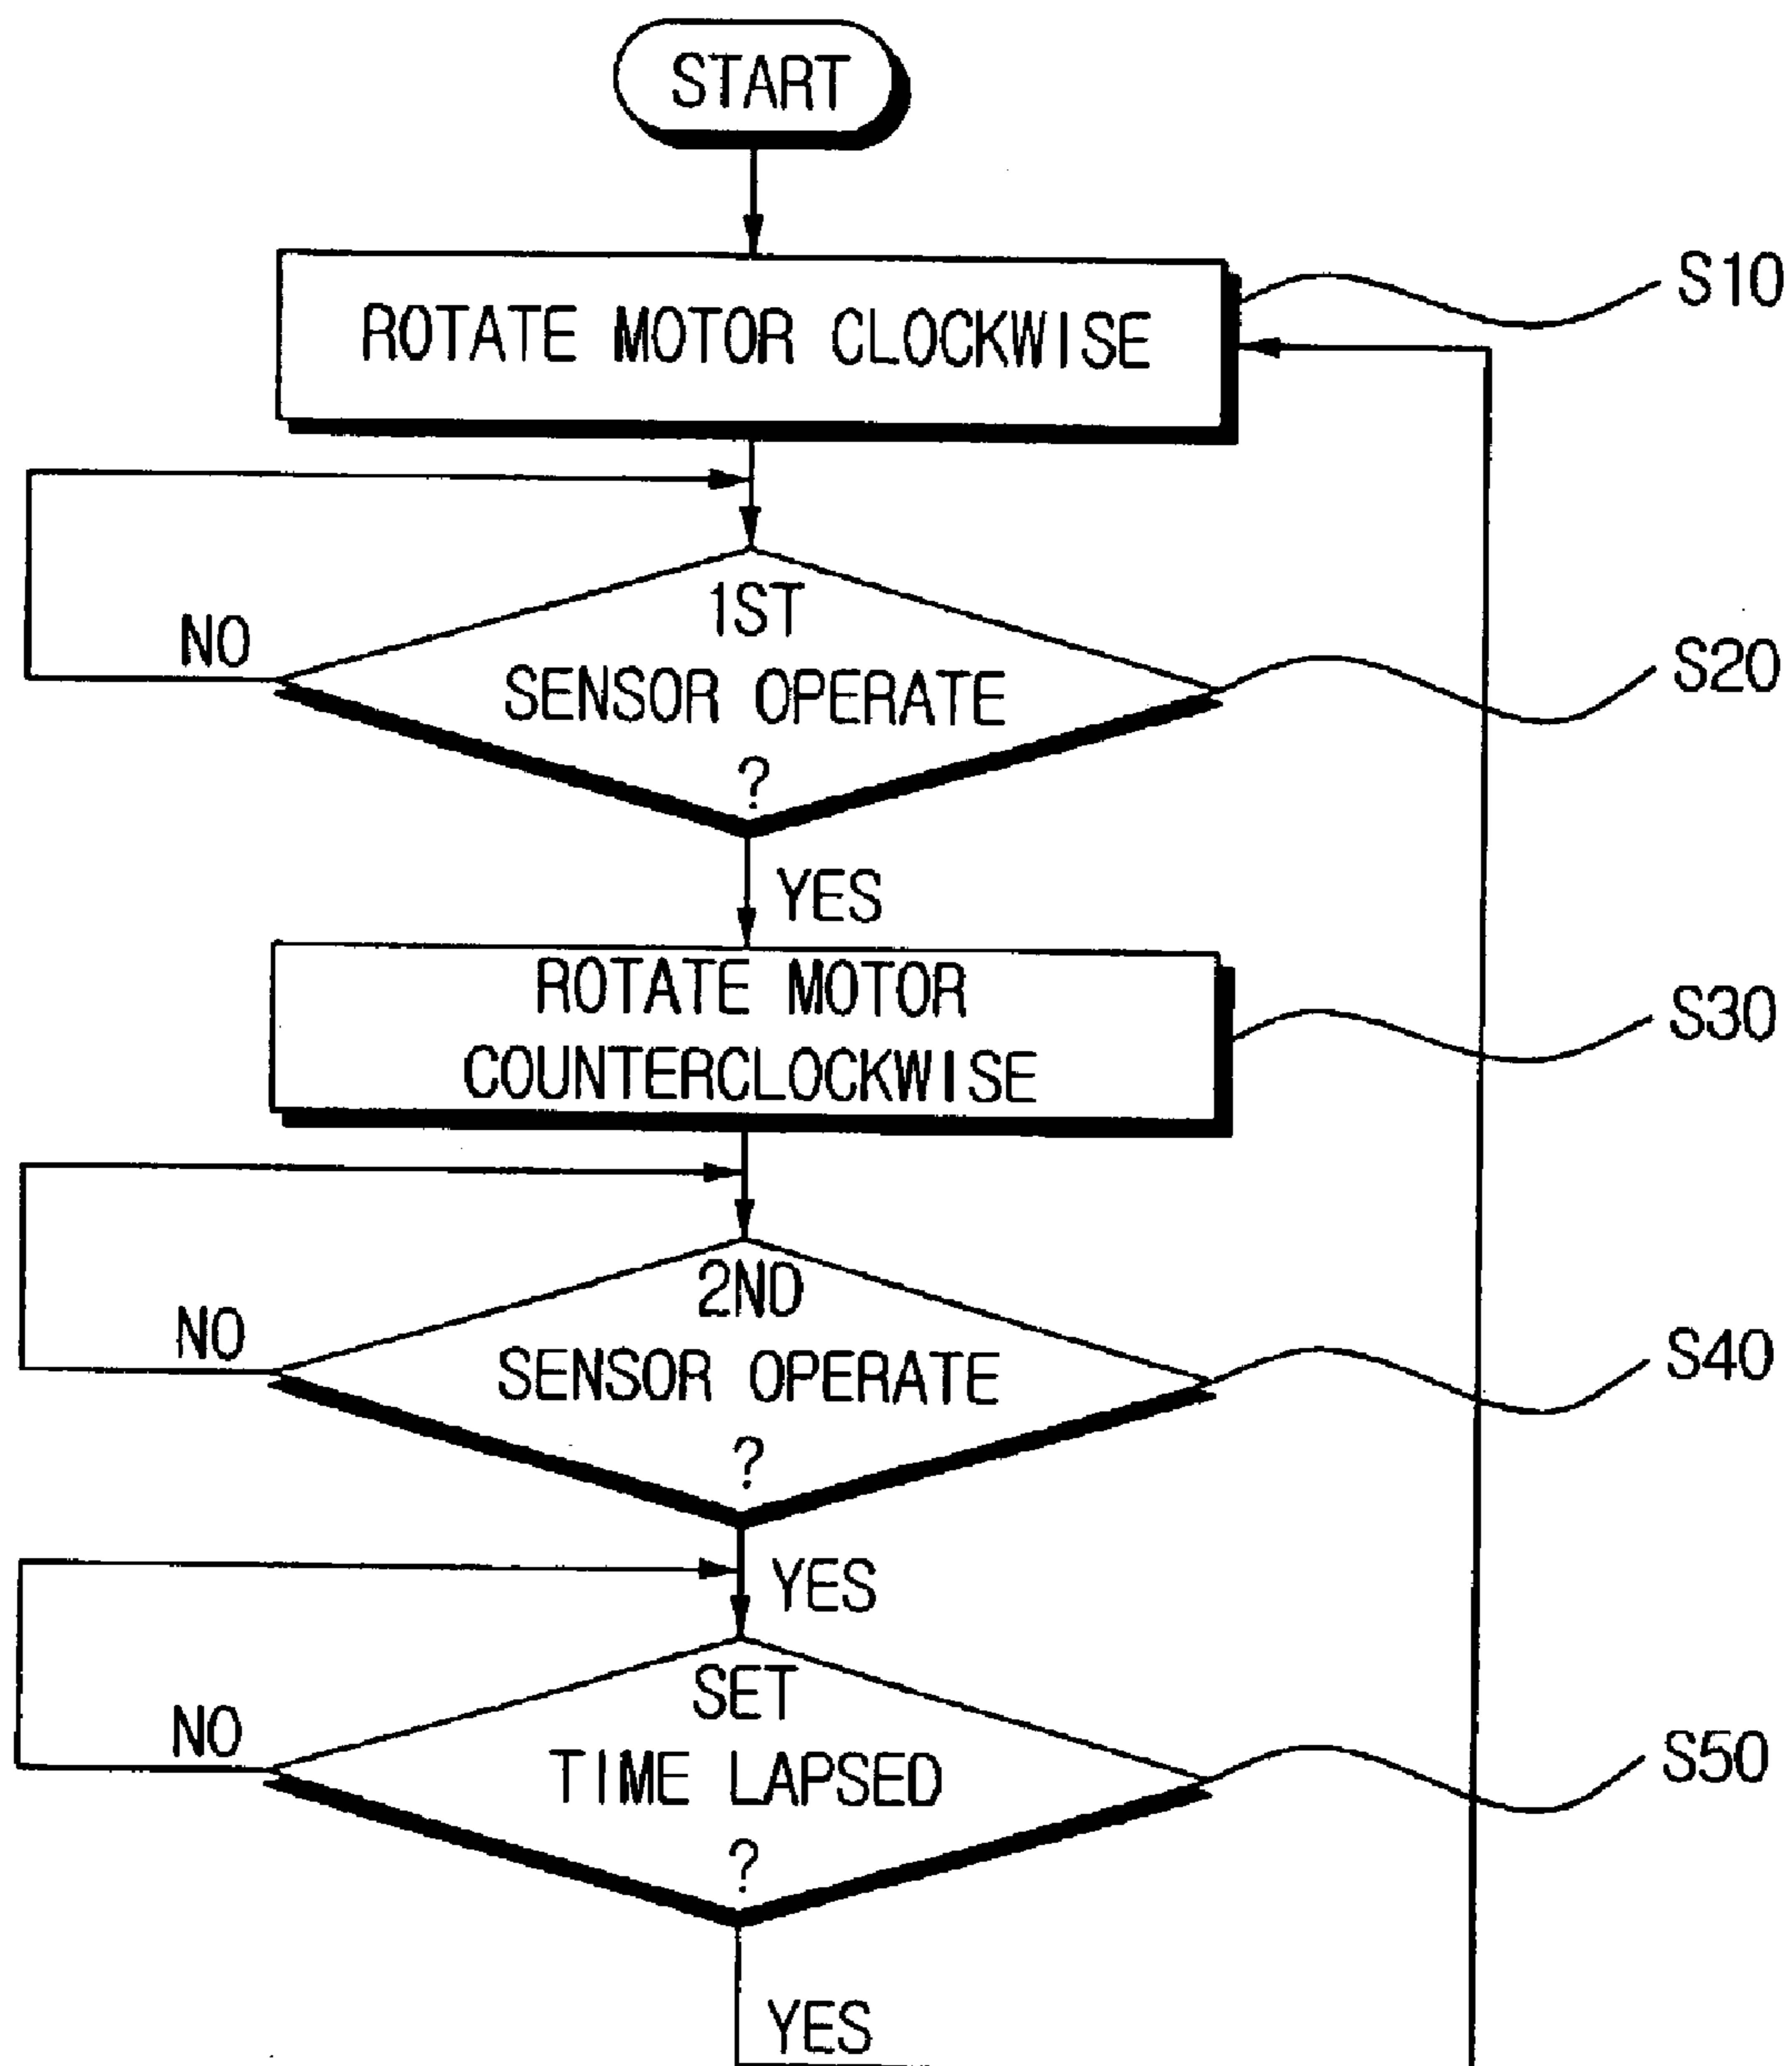 START
ROTATE MOTOR CLOCKWISE
S10
1ST
SENSOR OPERATE
?
NO
S20
YES
ROTATE MOTOR
COUNTERCLOCKWISE
S30
2ND
SENSOR OPERATE
?
NO
S40
YES
SET
TIME LAPSED
?
NO
S50
YES